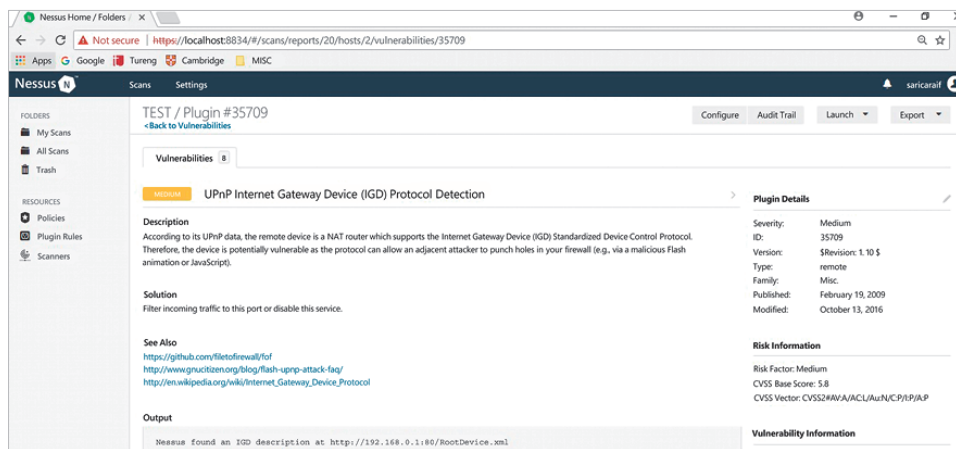 Nessus Home / Folders /
Not secure | https://localhost:8834/#/scans/reports/20/hosts/2/vulnerabilities/35709
Apps Google Tureng Cambridge MISC
Nessus N Scans Settings saricaraif
FOLDERS
My Scans
All Scans
Trash
RESOURCES
Policies
Plugin Rules
Scanners
TEST / Plugin #35709
<Back to Vulnerabilities
Configure Audit Trail Launch Export
Vulnerabilities 8
MEDIUM UPnP Internet Gateway Device (IGD) Protocol Detection
Description
According to its UPnP data, the remote device is a NAT router which supports the Internet Gateway Device (IGD) Standardized Device Control Protocol.
Therefore, the device is potentially vulnerable as the protocol can allow an adjacent attacker to punch holes in your firewall (e.g., via a malicious Flash
animation or JavaScript).
Solution
Filter incoming traffic to this port or disable this service.
See Also
https://github.com/filetofirewall/fof
http://www.gnucitizen.org/blog/flash-upnp-attack-faq/
http://en.wikipedia.org/wiki/Internet_Gateway_Device_Protocol
Output
Nessus found an IGD description at http://192.168.0.1:80/RootDevice.xml
Plugin Details
Severity: Medium
ID: 35709
Version: $Revision: 1.10 $
Type: remote
Family: Misc.
Published: February 19, 2009
Modified: October 13, 2016
Risk Information
Risk Factor: Medium
CVSS Base Score: 5.8
CVSS Vector: CVSS2#AV:A/AC:L/Au:N/C:P/I:P/A:P
Vulnerability Information